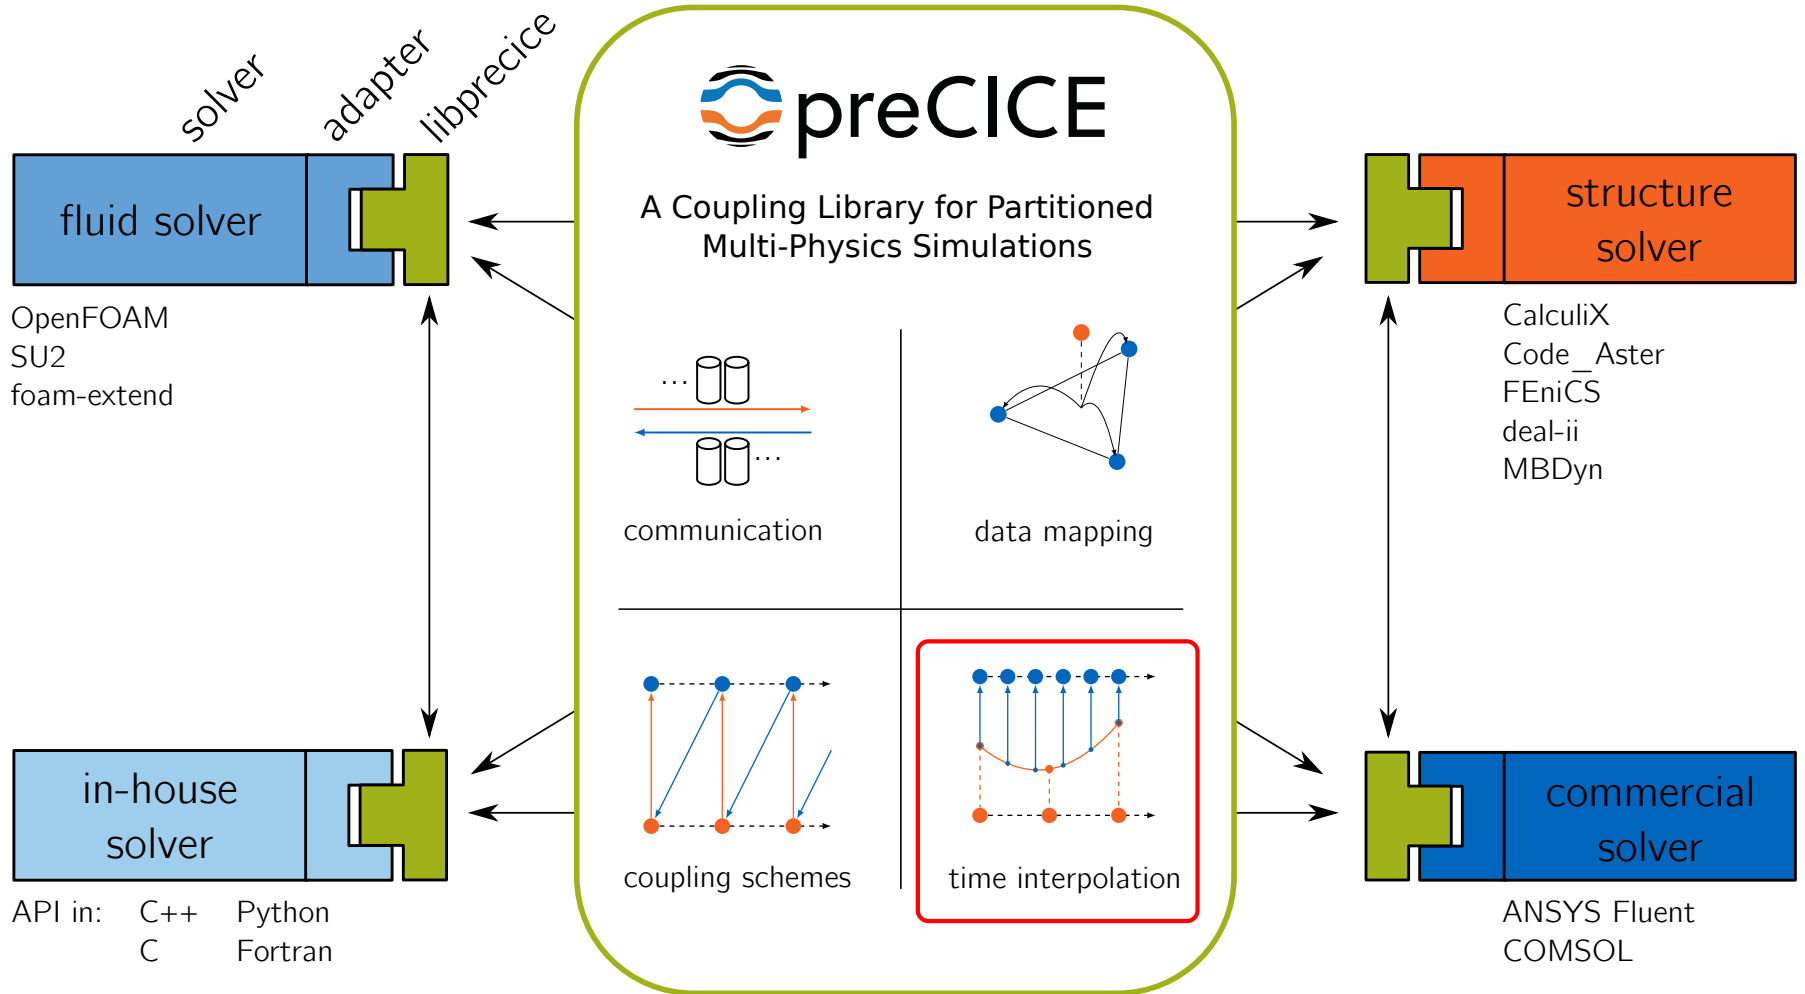 solver
adapter
libprecice
preCICE
A Coupling Library for Partitioned
Multi-Physics Simulations
fluid solver
OpenFOAM
SU2
foam-extend
structure
solver
CalculiX
Code_Aster
FEniCS
deal-ii
MBDyn
...
...
communication
data mapping
coupling schemes
time interpolation
in-house
solver
API in: C++ Python
C Fortran
commercial
solver
ANSYS Fluent
COMSOL